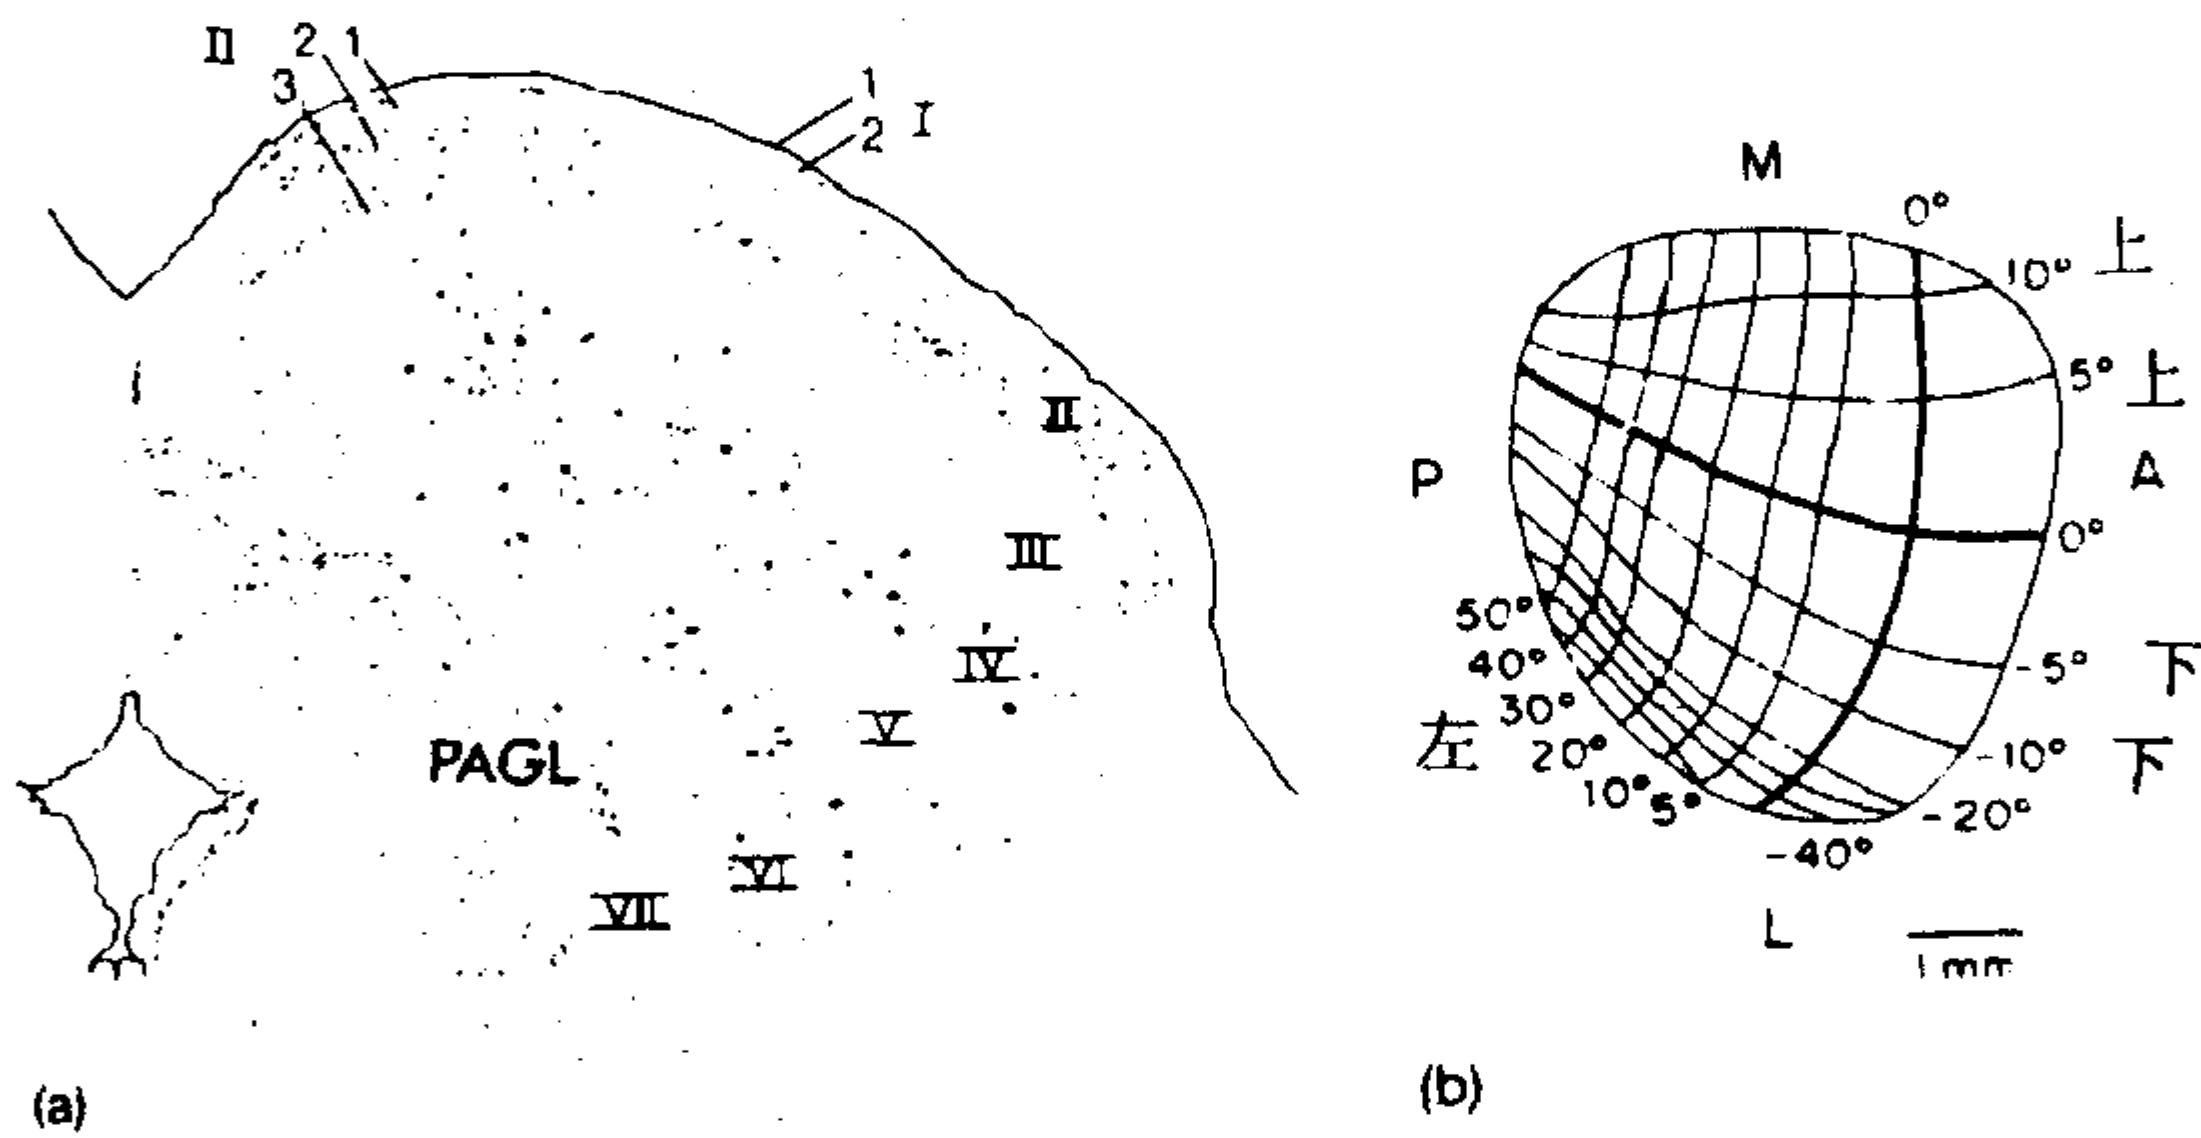 II 2 1
3
1
2 I
II
III
IV
V
VI
VII
PAGL
(a)
M
0°
10° 上
5° 上
P
A
0°
-5° 下
-10° 下
-20°
-40°
50°
40°
30°
20°
10°
5°
左
L
1 mm
(b)